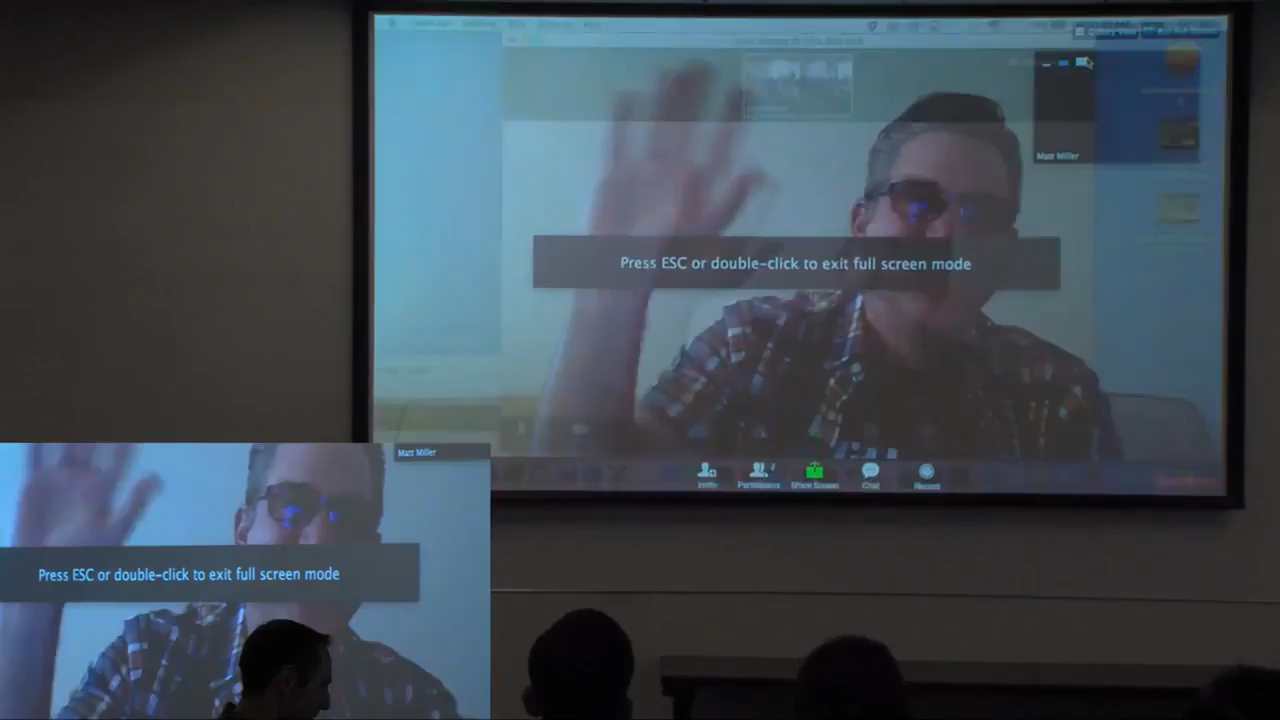 Matt Miller
Press ESC or double-click to exit full screen mode
Invite
Participants
Share Screen
Chat
Record
Matt Miller
Press ESC or double-click to exit full screen mode